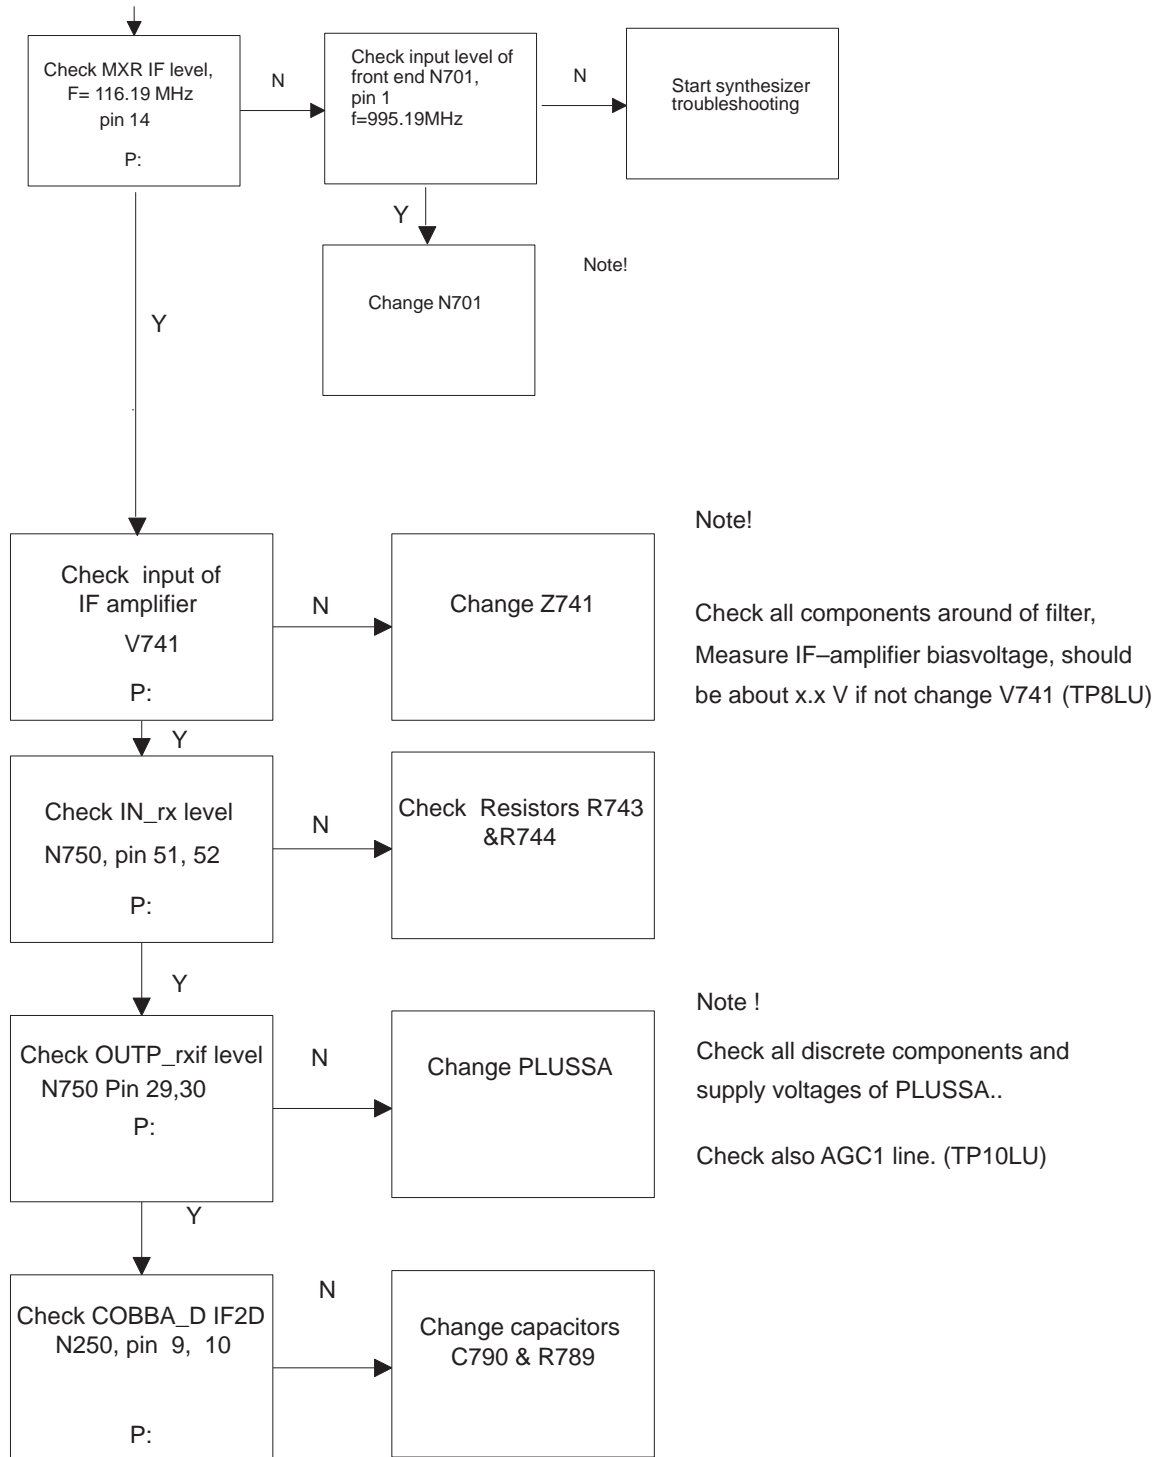 Check MXR IF level,
F= 116.19 MHz
pin 14
P:
N
Check input level of
front end N701,
pin 1
f=995.19MHz
N
Start synthesizer
troubleshooting
Y
Change N701
Note!
Y
Check input of
IF amplifier
V741
P:
N
Change Z741
Note!
Check all components around of filter,
Measure IF–amplifier biasvoltage, should
be about x.x V if not change V741 (TP8LU)
Y
Check IN_rx level
N750, pin 51, 52
P:
N
Check Resistors R743
&R744
Y
Check OUTP_rxif level
N750 Pin 29,30
P:
N
Change PLUSSA
Note !
Check all discrete components and
supply voltages of PLUSSA..
Check also AGC1 line. (TP10LU)
Y
Check COBBA_D IF2D
N250, pin 9, 10
P:
N
Change capacitors
C790 & R789